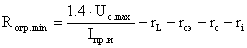 R огр.min = 1.4 · U с.max / I пр.и − r L − r сэ − r с − r i